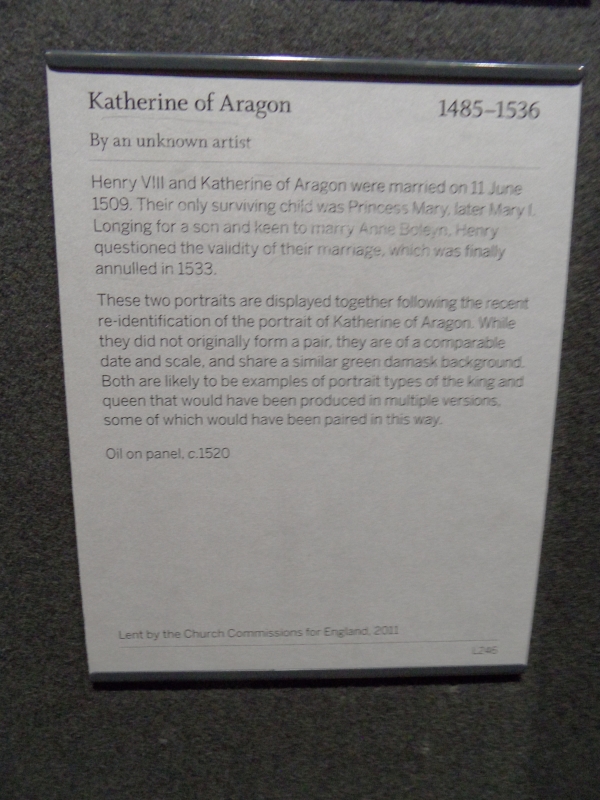 Katherine of Aragon 1485–1536
By an unknown artist
Henry VIII and Katherine of Aragon were married on 11 June
1509. Their only surviving child was Princess Mary, later Mary I.
Longing for a son and keen to marry Anne Boleyn, Henry
questioned the validity of their marriage, which was finally
annulled in 1533.
These two portraits are displayed together following the recent
re-identification of the portrait of Katherine of Aragon. While
they did not originally form a pair, they are of a comparable
date and scale, and share a similar green damask background.
Both are likely to be examples of portrait types of the king and
queen that would have been produced in multiple versions,
some of which would have been paired in this way.
Oil on panel, c.1520
Lent by the Church Commissions for England, 2011
L246